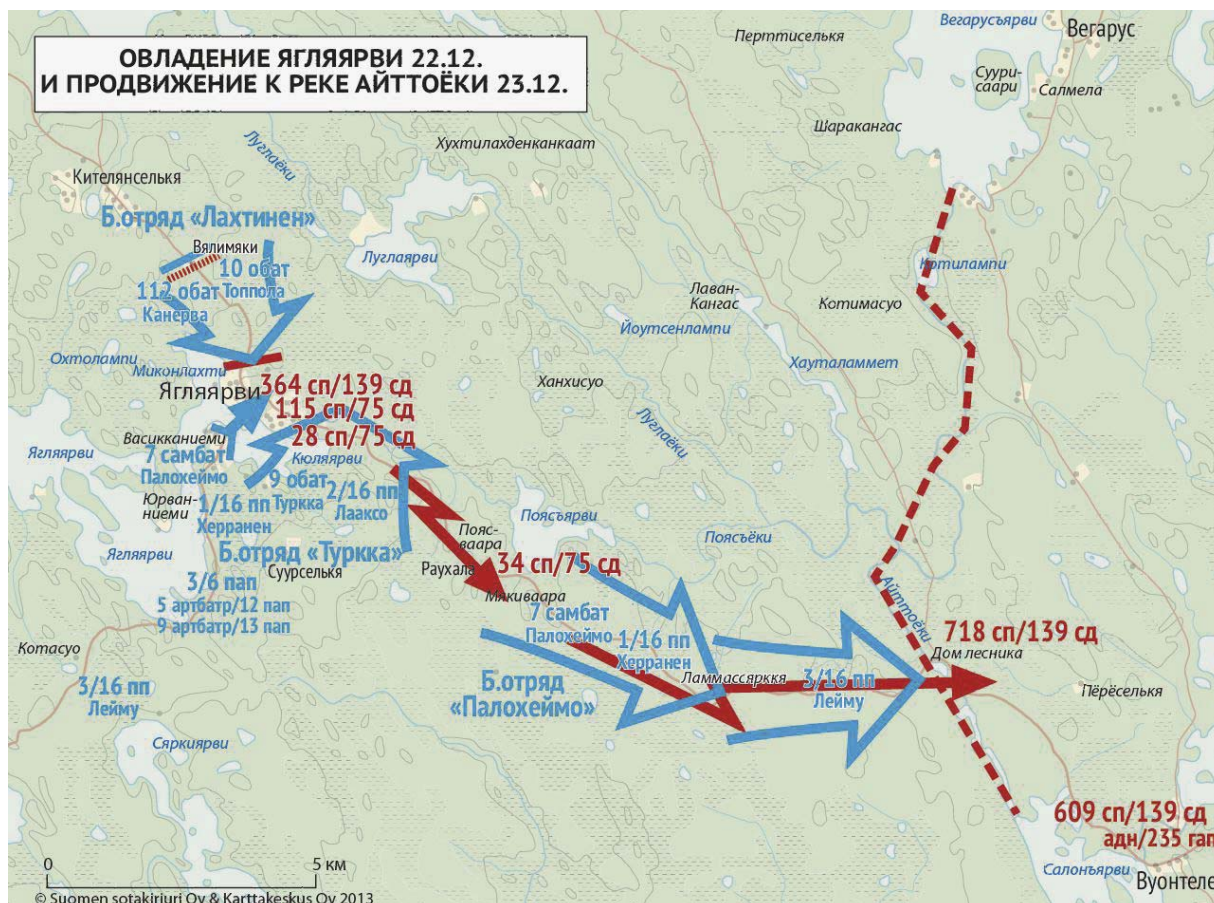 ОВЛАДЕНИЕ ЯГЛЯЯРВИ 22.12.
И ПРОДВИЖЕНИЕ К РЕКЕ АЙТТОЁКИ 23.12.
Вегарусъярви
Вегарус
Перттиселькя
Суури-
саари
Салмела
Шаракангас
Луглаёки
Хухтилахденканкаат
Кителянселькя
Б.отряд «Лахтинен»
Вялимяки
10 обат
Топпола
112 обат
Канерва
Луглаярви
Котилампи
Лаван-
Кангас
Котимасуо
Йоутсенлампи
Хауталаммет
Охтолампи
Миконлахти
Ягляярви
364 сп/139 сд
115 сп/75 сд
28 сп/75 сд
Ханхисуо
Луглаёки
Васикканиеми
Ягляярви
7 самбат
Палохеймо
Кюляярви
9 обат
Туркка
2/16 пп
Лааксо
Юрван-
ниеми
1/16 пп
Херранен
Поясъярви
Поясъёки
Пояс-
ваара
Б.отряд «Туркка»
Ягляярви
Суурселькя
Раухала
34 сп/75 сд
Мякиваара
3/6 пап
5 артбатр/12 пап
9 артбатр/13 пап
7 самбат
Палохеймо
1/16 пп
Херранен
Айттоёки
718 сп/139 сд
Дом лесника
Котасуо
3/16 пп
Лейму
Б.отряд
«Палохеймо»
Ламмассярккя
3/16 пп
Лейму
Пёрёселькя
Сяркиярви
609 сп/139 сд
адн/235 гап
Салонъярви
Вуонтеле
0 5 км
© Suomen sotakirjuri Oy & Karttakeskus Oy 2013